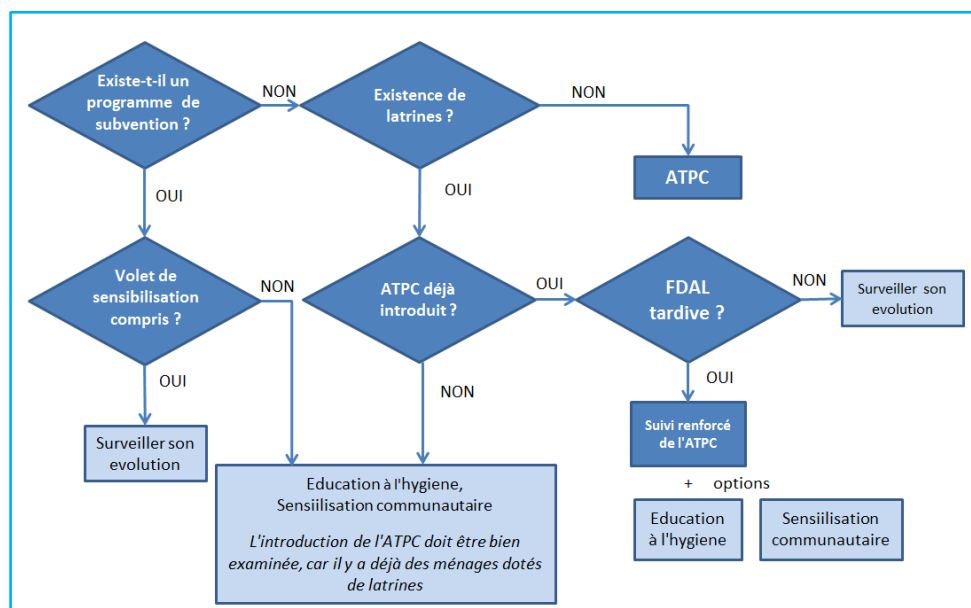 Existe-t-il un
programme de
subvention ?
NON
Existence de
latrines ?
NON
ATPC
OUI
OUI
Volet de
sensibilisation
compris ?
NON
ATPC déjà
introduit ?
OUI
FDAL
tardive ?
NON
Surveiller son
evolution
OUI
NON
OUI
Surveiller son
evolution
Suivi renforcé
de l'ATPC
Education à l'hygiene,
Sensiilisation communautaire
L'introduction de l'ATPC doit être bien
examinée, car il y a déjà des ménages dotés
de latrines
+ options
Education
à l'hygiene
Sensiilisation
communautaire